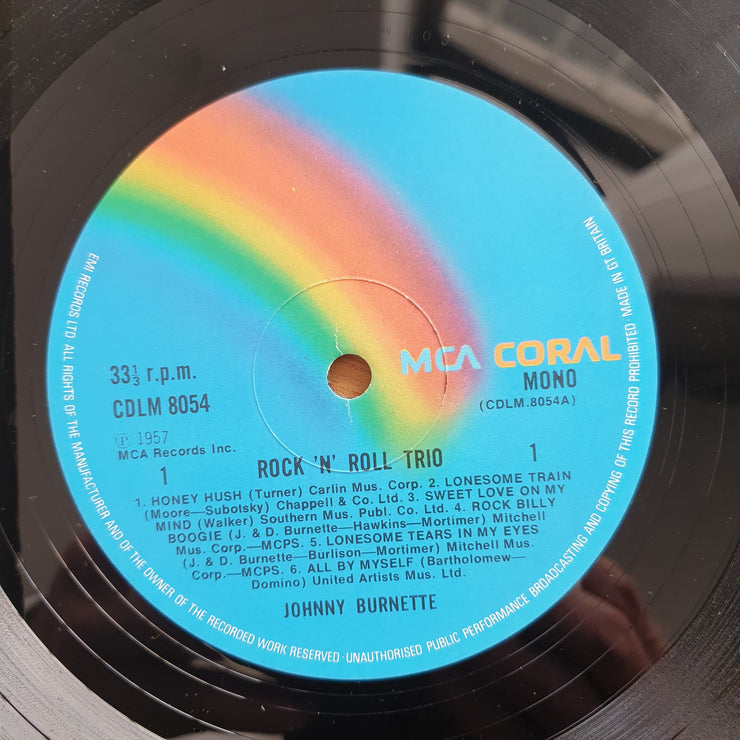 MCA CORAL
33⅓ r.p.m.
MONO
CDLM 8054
(CDLM.8054A)
Ⓟ 1957
MCA Records Inc.
1
ROCK 'N' ROLL TRIO
1
1. HONEY HUSH (Turner) Carlin Mus. Corp. 2. LONESOME TRAIN
(Moore—Subotsky) Chappell & Co. Ltd. 3. SWEET LOVE ON MY
MIND (Walker) Southern Mus. Publ. Co. Ltd. 4. ROCK BILLY
BOOGIE (J. & D. Burnette—Hawkins—Mortimer) Mitchell
Mus. Corp.—MCPS. 5. LONESOME TEARS IN MY EYES
(J. & D. Burnette—Burlison—Mortimer) Mitchell Mus.
Corp.—MCPS. 6. ALL BY MYSELF (Bartholomew—
Domino) United Artists Mus. Ltd.
JOHNNY BURNETTE
EMI RECORDS LTD ALL RIGHTS OF THE MANUFACTURER AND OF THE OWNER OF THE RECORDED WORK RESERVED · UNAUTHORISED PUBLIC PERFORMANCE BROADCASTING AND COPYING OF THIS RECORD PROHIBITED · MADE IN GT BRITAIN